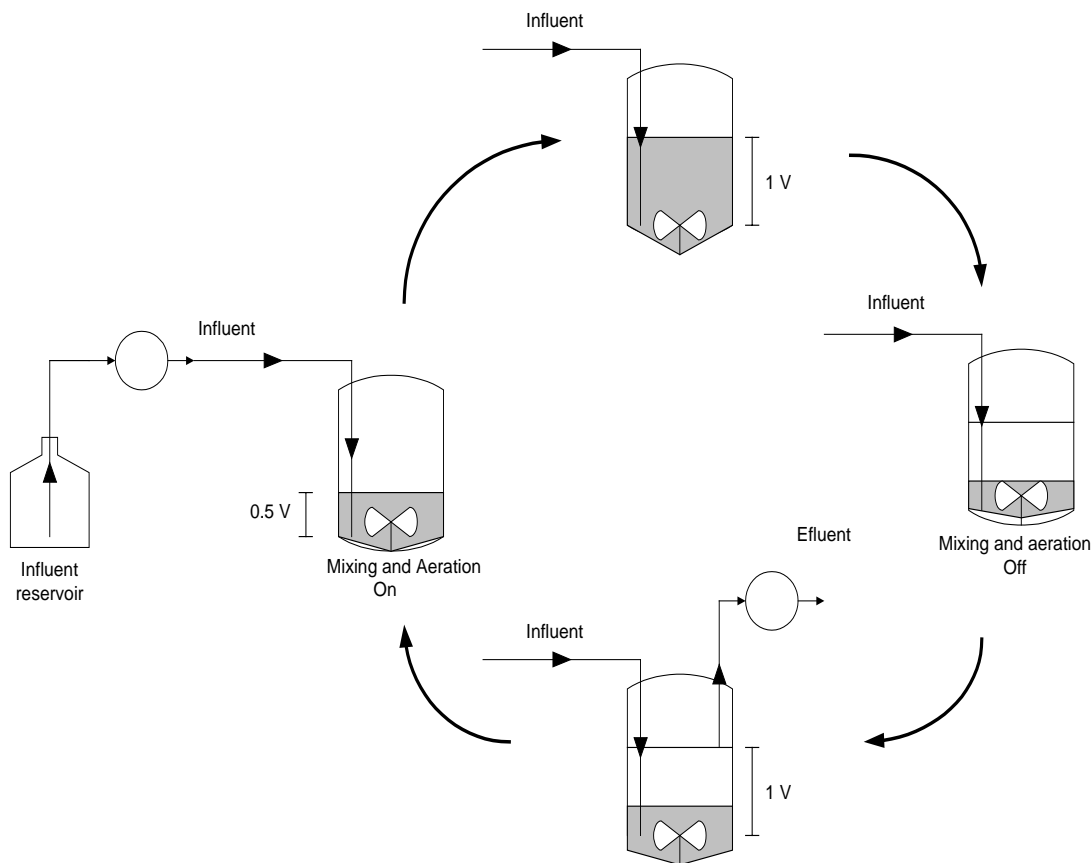 Influent
1 V
Influent
Influent
0.5 V
Efluent
Influent
reservoir
Mixing and Aeration
On
Mixing and aeration
Off
Influent
1 V